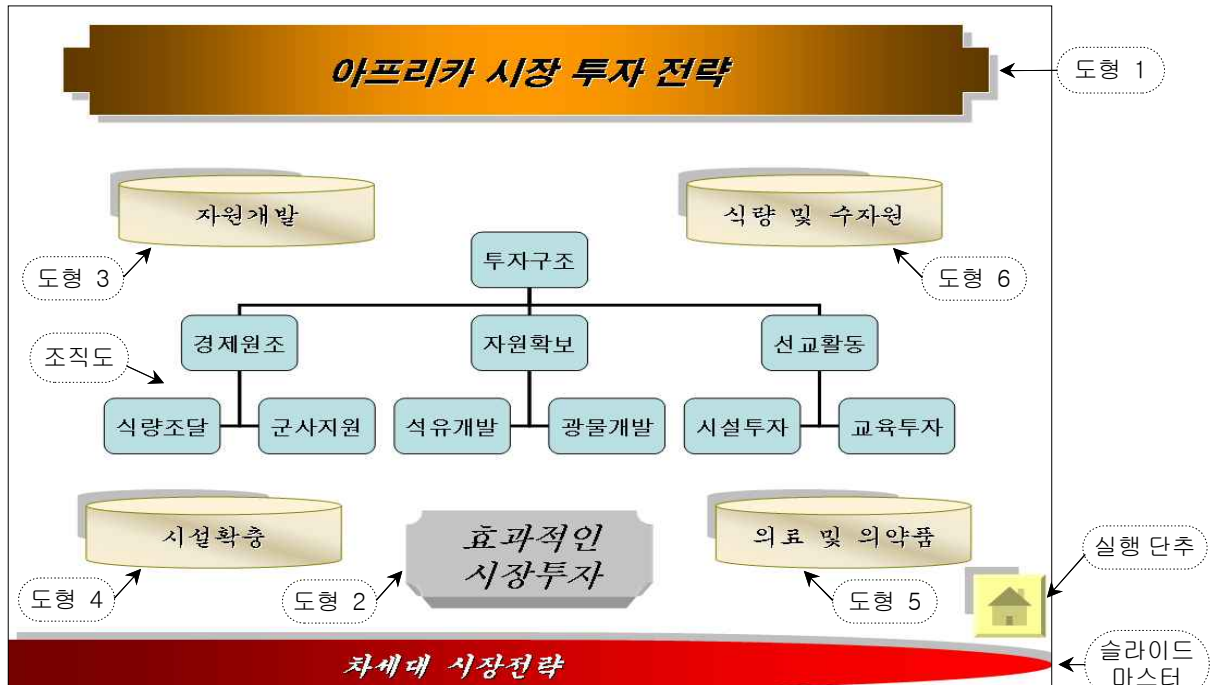 아프리카 시장 투자 전략
도형 1
자원개발
식량 및 수자원
도형 3
도형 6
투자구조
경제원조
자원확보
선교활동
조직도
식량조달
군사지원
석유개발
광물개발
시설투자
교육투자
시설확충
효과적인
시장투자
의료 및 의약품
실행 단추
도형 4
도형 2
도형 5
차세대 시장전략
슬라이드
마스터